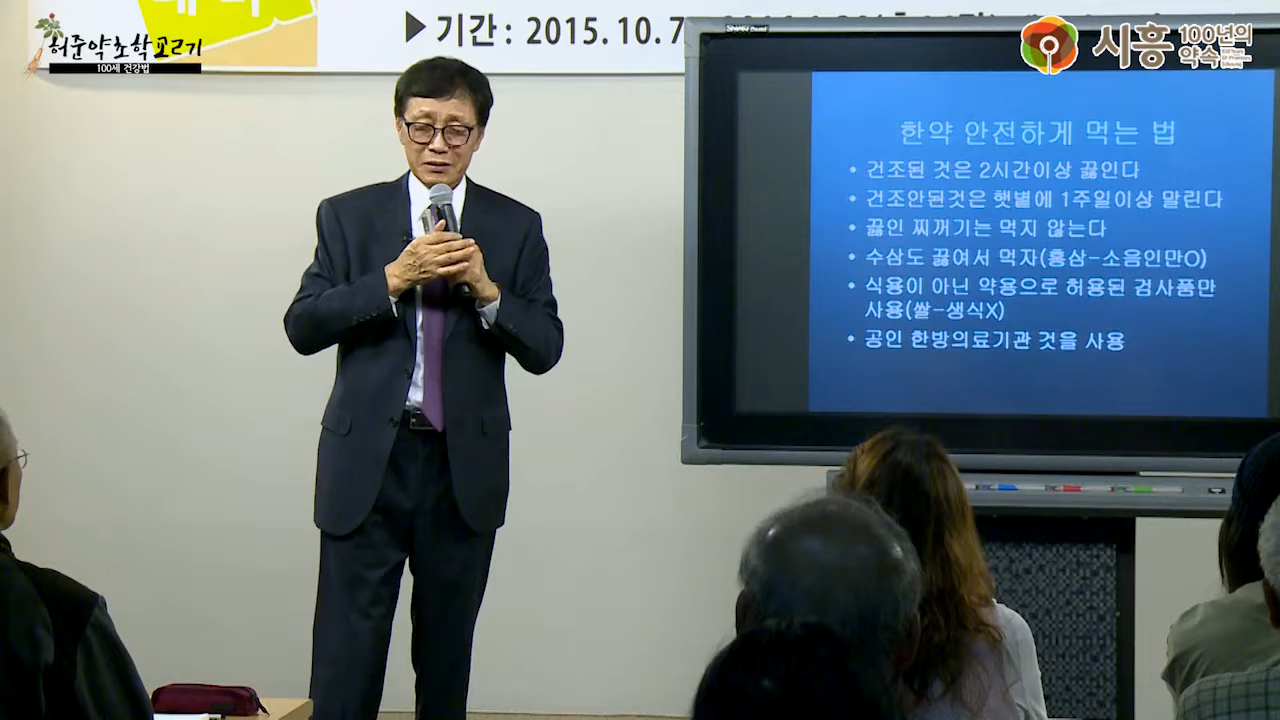 ▶기간 : 2015.10.7
허준약초학교
100세 건강법
시흥 100년의 약속
한약 안전하게 먹는 법
• 건조된 것은 2시간이상 끓인다
• 건조안된것은 햇볕에 1주일이상 말린다
• 끓인 찌꺼기는 먹지 않는다
• 수삼도 끓여서 먹자(홍삼-소음인만O)
• 식용이 아닌 약용으로 허용된 검사품만
사용(쌀-생식X)
• 공인 한방의료기관 것을 사용